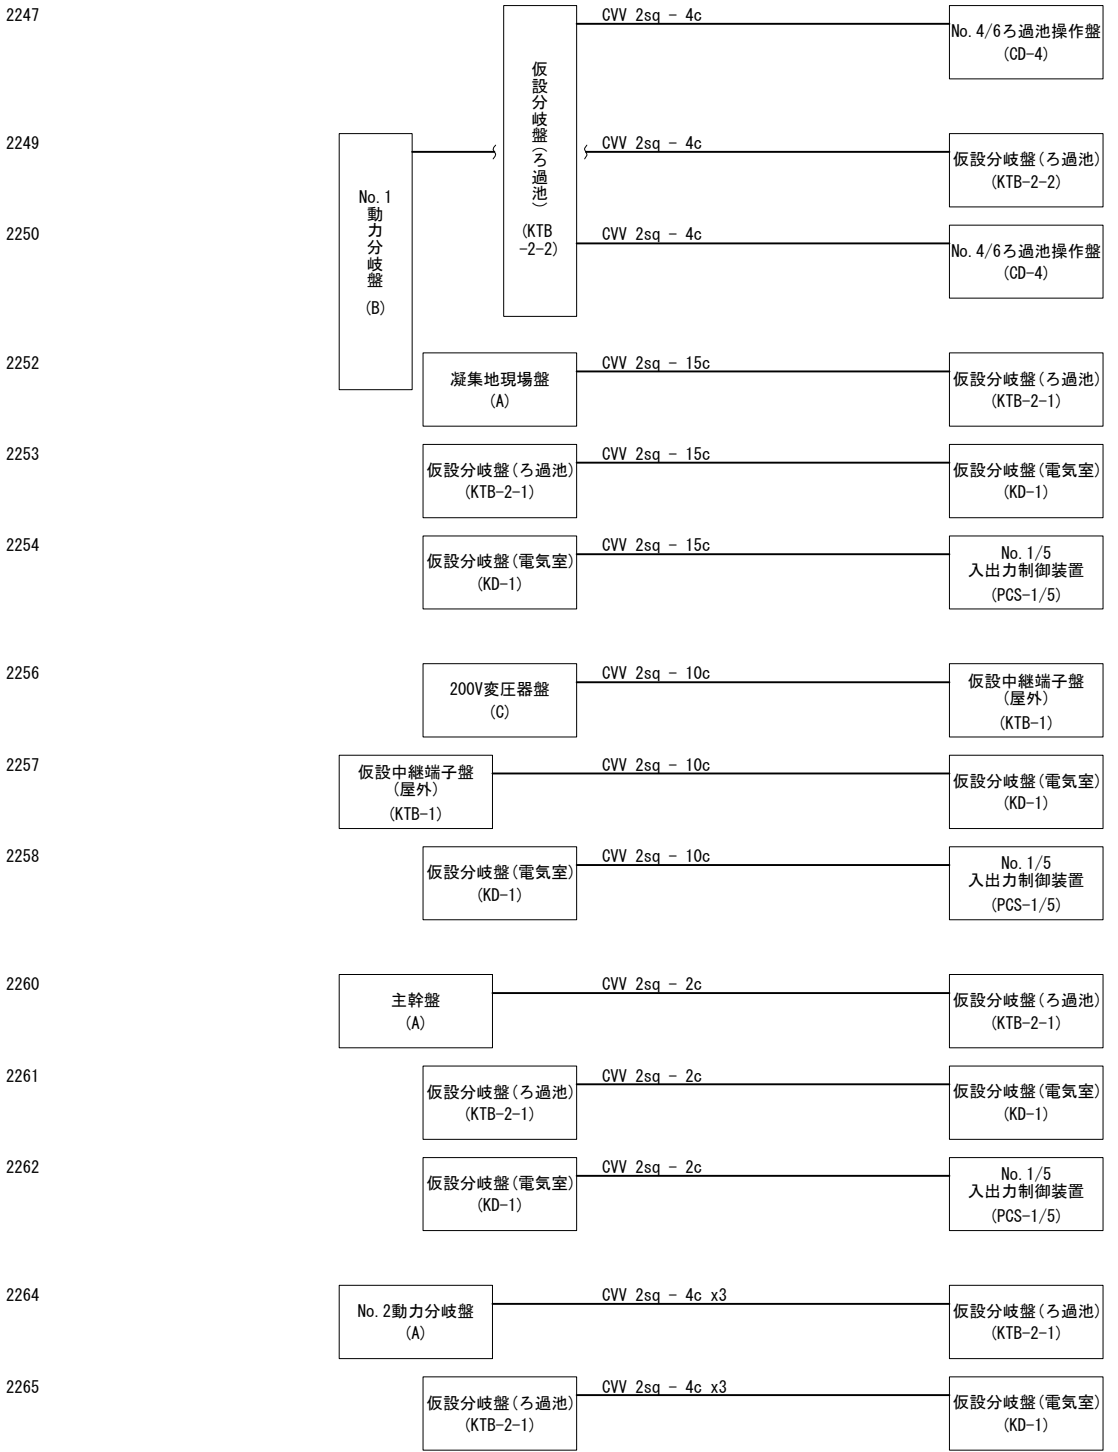 2247
CVV 2sq - 4c
No.4/6ろ過池操作盤
(CD-4)
仮設分岐盤(ろ過池)
(KTB
-2-2)
2249
No.1
動力分岐盤
(B)
CVV 2sq - 4c
仮設分岐盤(ろ過池)
(KTB-2-2)
2250
CVV 2sq - 4c
No.4/6ろ過池操作盤
(CD-4)
2252
凝集地現場盤
(A)
CVV 2sq - 15c
仮設分岐盤(ろ過池)
(KTB-2-1)
2253
仮設分岐盤(ろ過池)
(KTB-2-1)
CVV 2sq - 15c
仮設分岐盤(電気室)
(KD-1)
2254
仮設分岐盤(電気室)
(KD-1)
CVV 2sq - 15c
No.1/5
入出力制御装置
(PCS-1/5)
2256
200V変圧器盤
(C)
CVV 2sq - 10c
仮設中継端子盤
(屋外)
(KTB-1)
2257
仮設中継端子盤
(屋外)
(KTB-1)
CVV 2sq - 10c
仮設分岐盤(電気室)
(KD-1)
2258
仮設分岐盤(電気室)
(KD-1)
CVV 2sq - 10c
No.1/5
入出力制御装置
(PCS-1/5)
2260
主幹盤
(A)
CVV 2sq - 2c
仮設分岐盤(ろ過池)
(KTB-2-1)
2261
仮設分岐盤(ろ過池)
(KTB-2-1)
CVV 2sq - 2c
仮設分岐盤(電気室)
(KD-1)
2262
仮設分岐盤(電気室)
(KD-1)
CVV 2sq - 2c
No.1/5
入出力制御装置
(PCS-1/5)
2264
No.2動力分岐盤
(A)
CVV 2sq - 4c x3
仮設分岐盤(ろ過池)
(KTB-2-1)
2265
仮設分岐盤(ろ過池)
(KTB-2-1)
CVV 2sq - 4c x3
仮設分岐盤(電気室)
(KD-1)